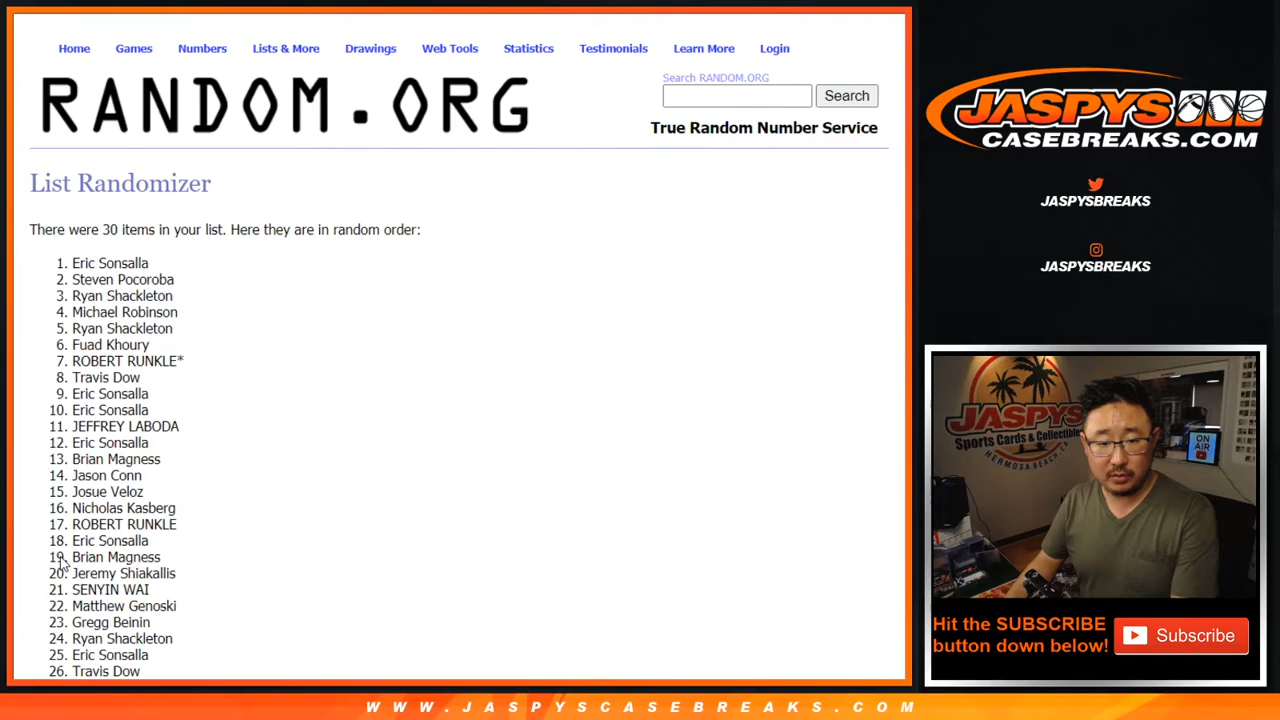 Home Games Numbers Lists & More Drawings Web Tools Statistics Testimonials Learn More Login
RANDOM.ORG
Search RANDOM.ORG
Search
True Random Number Service
List Randomizer
There were 30 items in your list. Here they are in random order:
1. Eric Sonsalla
2. Steven Pocoroba
3. Ryan Shackleton
4. Michael Robinson
5. Ryan Shackleton
6. Fuad Khoury
7. ROBERT RUNKLE*
8. Travis Dow
9. Eric Sonsalla
10. Eric Sonsalla
11. JEFFREY LABODA
12. Eric Sonsalla
13. Brian Magness
14. Jason Conn
15. Josue Veloz
16. Nicholas Kasberg
17. ROBERT RUNKLE
18. Eric Sonsalla
19. Brian Magness
20. Jeremy Shiakallis
21. SENYIN WAI
22. Matthew Genoski
23. Gregg Beinin
24. Ryan Shackleton
25. Eric Sonsalla
26. Travis Dow
JASPYS
CASEBREAKS.COM
JASPYSBREAKS
JASPYSBREAKS
JASPYS
Sports Cards & Collectibles
HERMOSA BEACH, CA
ON
AIR
Hit the SUBSCRIBE
button down below!
Subscribe
WWW.JASPYSCASEBREAKS.COM